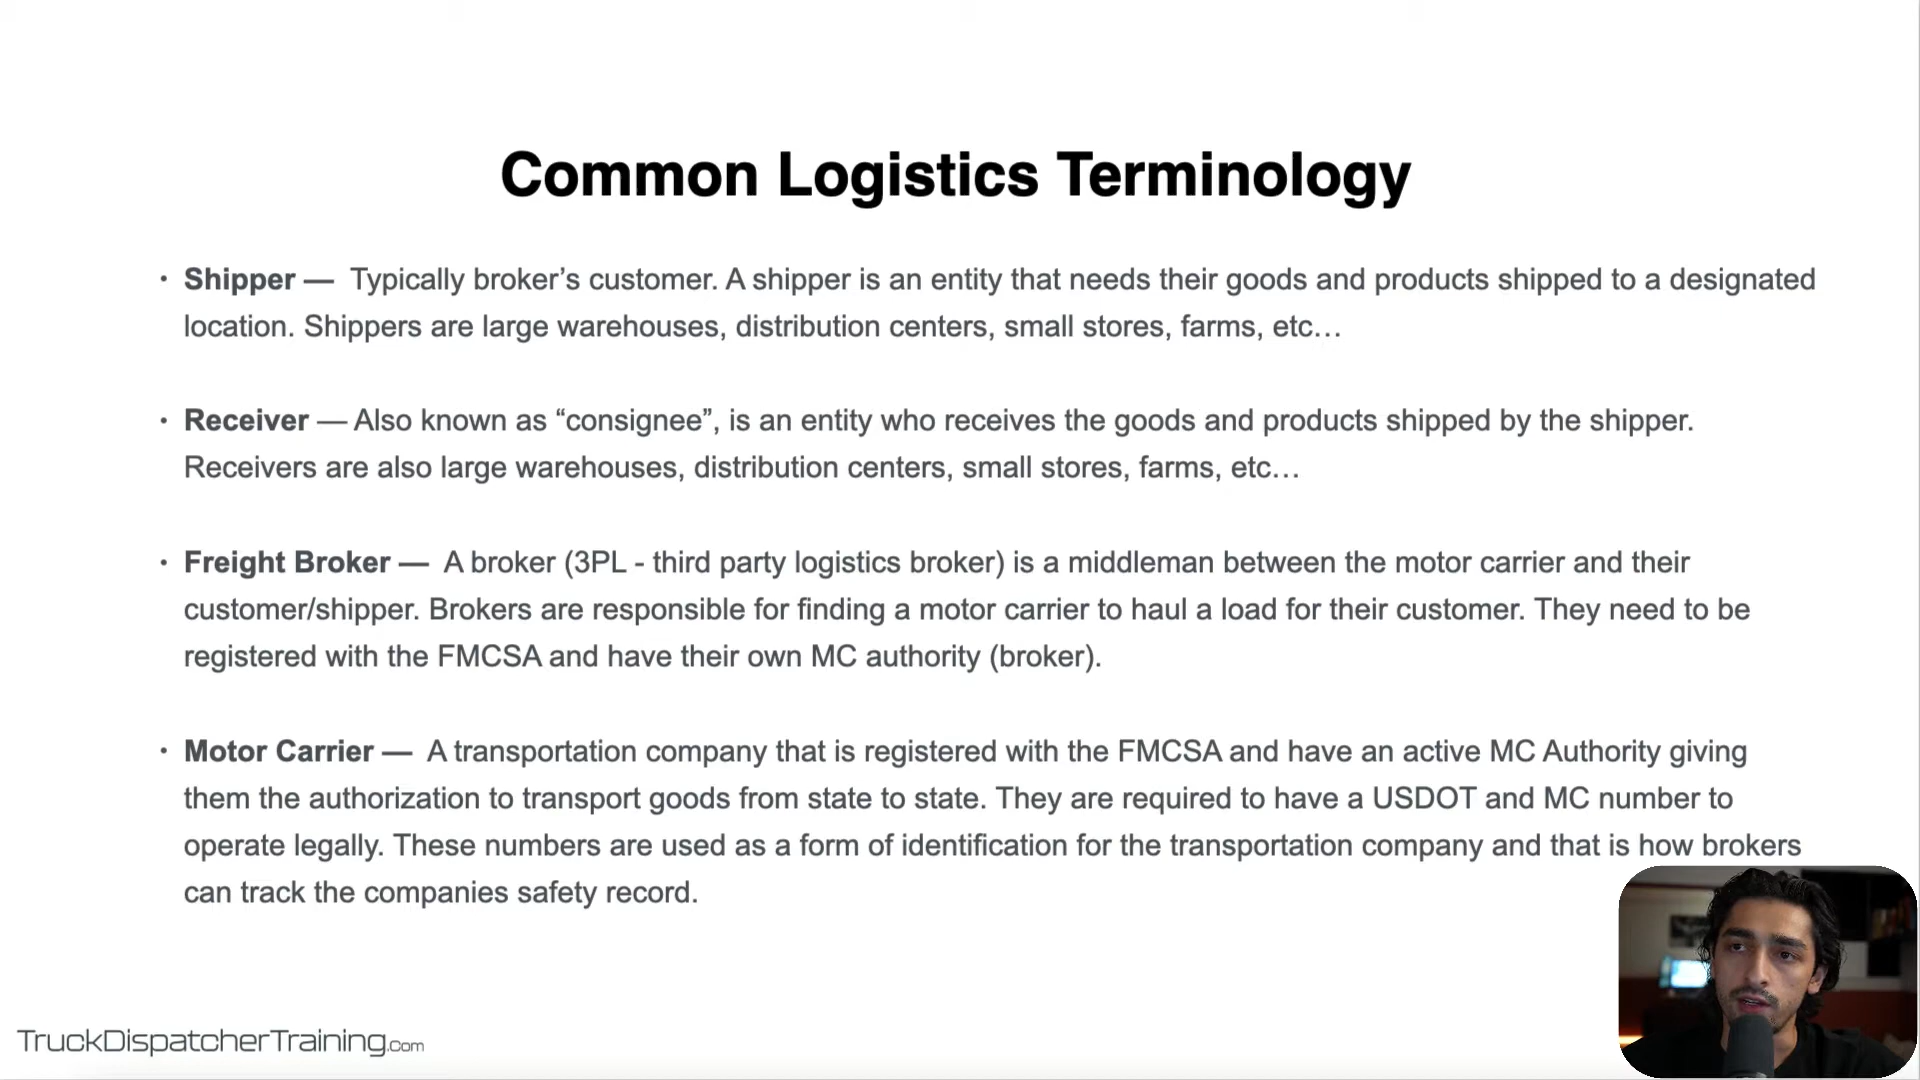 Common Logistics Terminology
• Shipper — Typically broker’s customer. A shipper is an entity that needs their goods and products shipped to a designated
location. Shippers are large warehouses, distribution centers, small stores, farms, etc…
• Receiver — Also known as “consignee”, is an entity who receives the goods and products shipped by the shipper.
Receivers are also large warehouses, distribution centers, small stores, farms, etc…
• Freight Broker — A broker (3PL - third party logistics broker) is a middleman between the motor carrier and their
customer/shipper. Brokers are responsible for finding a motor carrier to haul a load for their customer. They need to be
registered with the FMCSA and have their own MC authority (broker).
• Motor Carrier — A transportation company that is registered with the FMCSA and have an active MC Authority giving
them the authorization to transport goods from state to state. They are required to have a USDOT and MC number to
operate legally. These numbers are used as a form of identification for the transportation company and that is how brokers
can track the companies safety record.
TruckDispatcherTraining.com